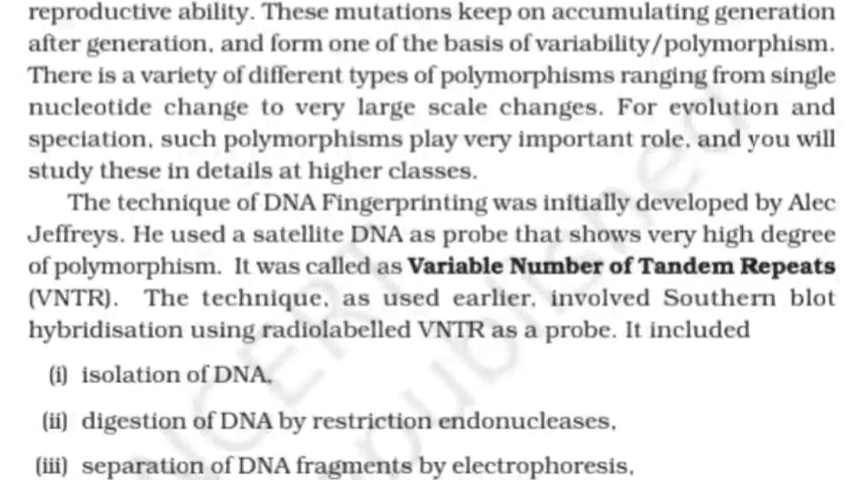 reproductive ability. These mutations keep on accumulating generation
after generation, and form one of the basis of variability/polymorphism.
There is a variety of different types of polymorphisms ranging from single
nucleotide change to very large scale changes. For evolution and
speciation, such polymorphisms play very important role, and you will
study these in details at higher classes.
The technique of DNA Fingerprinting was initially developed by Alec
Jeffreys. He used a satellite DNA as probe that shows very high degree
of polymorphism. It was called as Variable Number of Tandem Repeats
(VNTR). The technique, as used earlier, involved Southern blot
hybridisation using radiolabelled VNTR as a probe. It included
(i) isolation of DNA,
(ii) digestion of DNA by restriction endonucleases,
(iii) separation of DNA fragments by electrophoresis,
NCERT
published